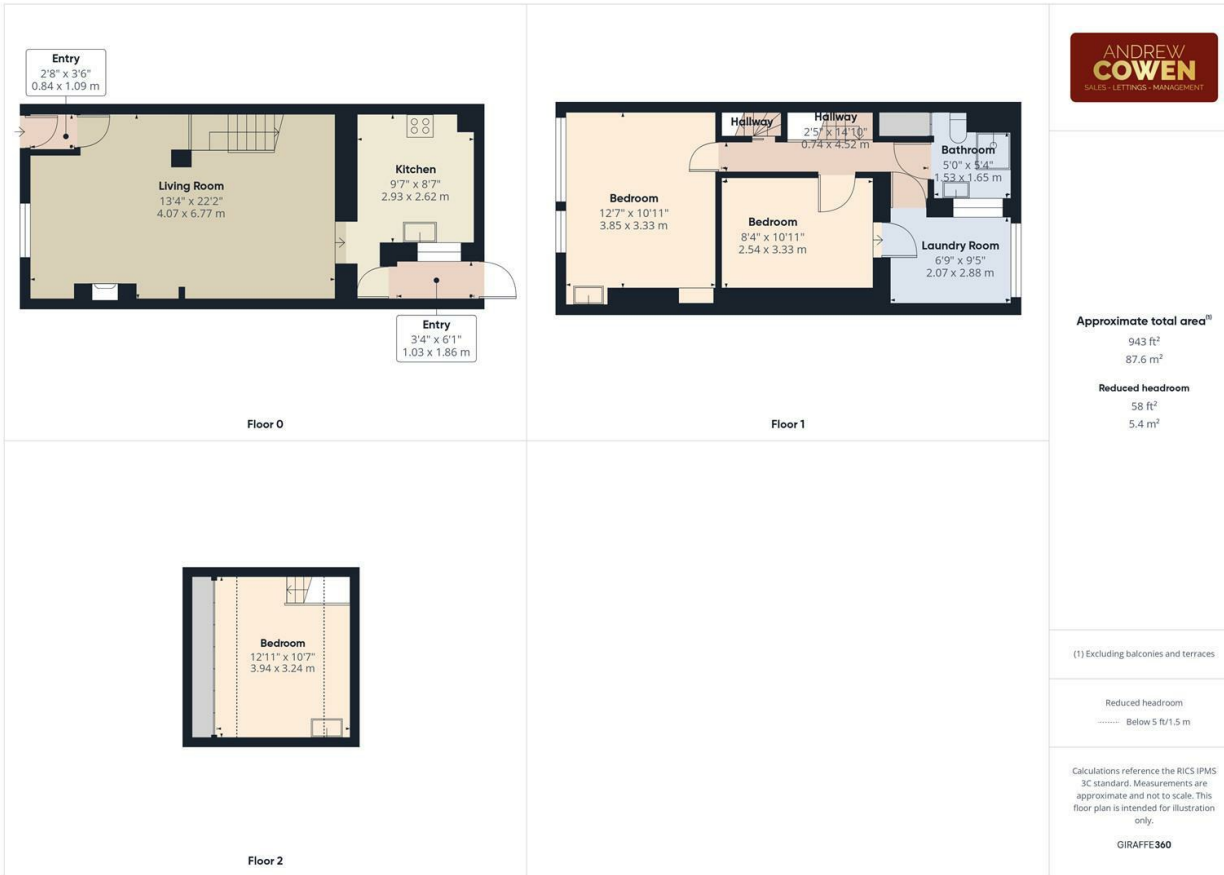 Entry
2'8" x 3'6"
0.84 x 1.09 m
Living Room
13'4" x 22'2"
4.07 x 6.77 m
Kitchen
9'7" x 8'7"
2.93 x 2.62 m
Entry
3'4" x 6'1"
1.03 x 1.86 m
Floor 0
Hallway
Hallway
2'5" x 14'10"
0.74 x 4.52 m
Bathroom
5'0" x 5'4"
1.53 x 1.65 m
Bedroom
12'7" x 10'11"
3.85 x 3.33 m
Bedroom
8'4" x 10'11"
2.54 x 3.33 m
Laundry Room
6'9" x 9'5"
2.07 x 2.88 m
Floor 1
Bedroom
12'11" x 10'7"
3.94 x 3.24 m
Floor 2
ANDREW
COWEN
SALES - LETTINGS - MANAGEMENT
Approximate total area(1)
943 ft²
87.6 m²
Reduced headroom
58 ft²
5.4 m²
(1) Excluding balconies and terraces
Reduced headroom
Below 5 ft/1.5 m
Calculations reference the RICS IPMS
3C standard. Measurements are
approximate and not to scale. This
floor plan is intended for illustration
only.
GIRAFFE360